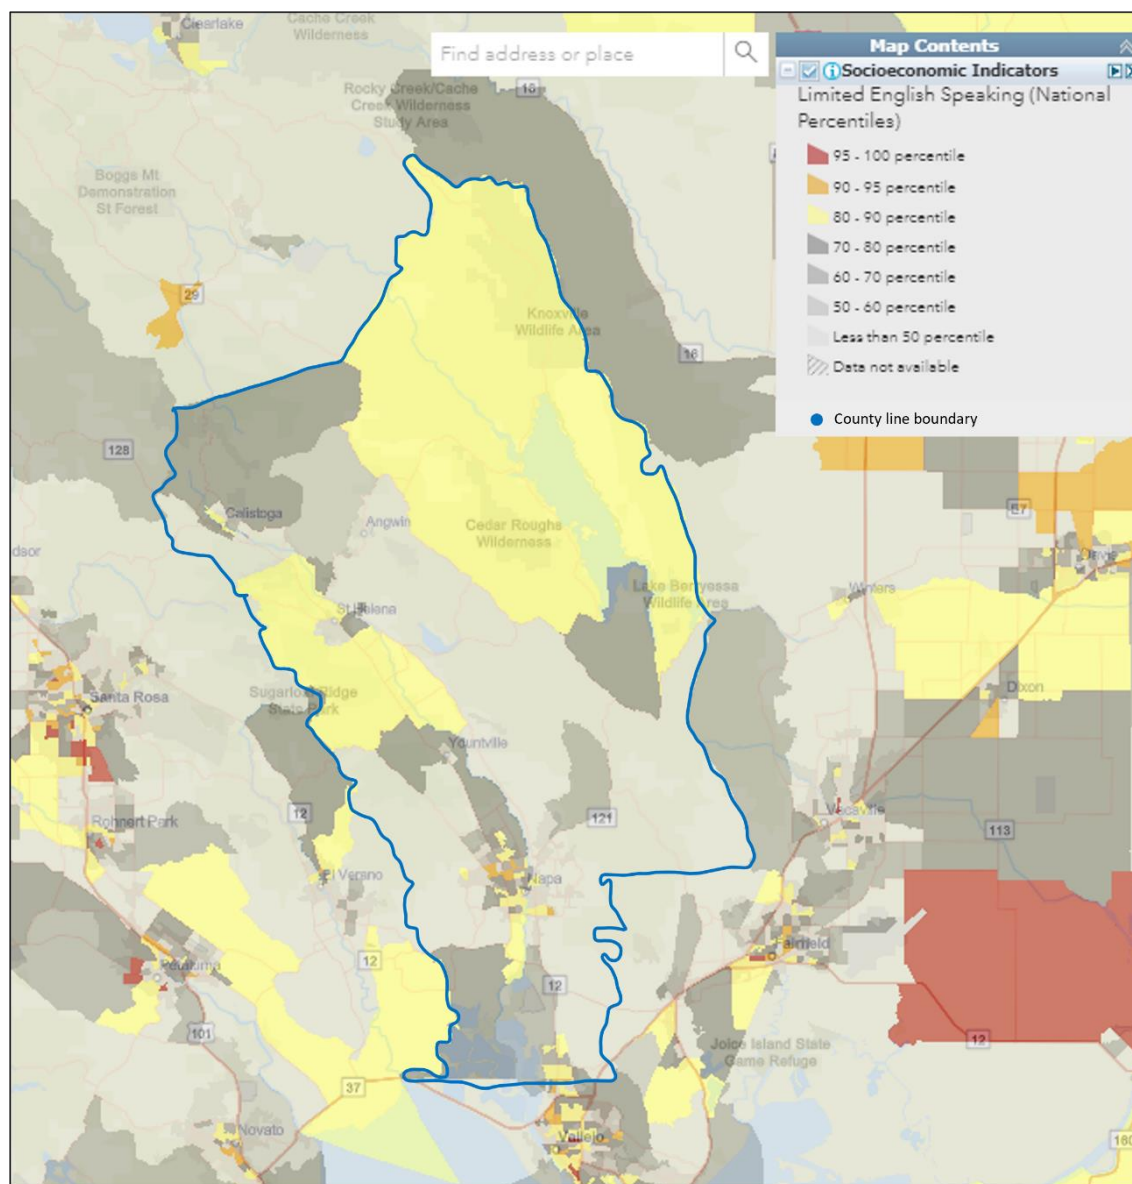 Clearlake
Cache Creek
Wilderness
Find address or place
Map Contents
Socioeconomic Indicators
Limited English Speaking (National
Percentiles)
95 - 100 percentile
90 - 95 percentile
80 - 90 percentile
70 - 80 percentile
60 - 70 percentile
50 - 60 percentile
Less than 50 percentile
Data not available
County line boundary
Rocky Creek/Cache
Creek Wilderness
Study Area
16
Boggs Mt
Demonstration
St Forest
29
Knoxville
Wildlife Area
16
128
Calistoga
Angwin
Cedar Roughs
Wilderness
E7
Davis
Lake Berryessa
Wildlife Area
Winters
dsor
St Helena
Santa Rosa
Sugarloaf Ridge
State Park
Dixon
Yountville
12
121
Vacaville
113
Rohnert Park
El Verano
Napa
Fairfield
Petaluma
12
12
101
Joice Island State
Game Refuge
12
37
Novato
Vallejo
160